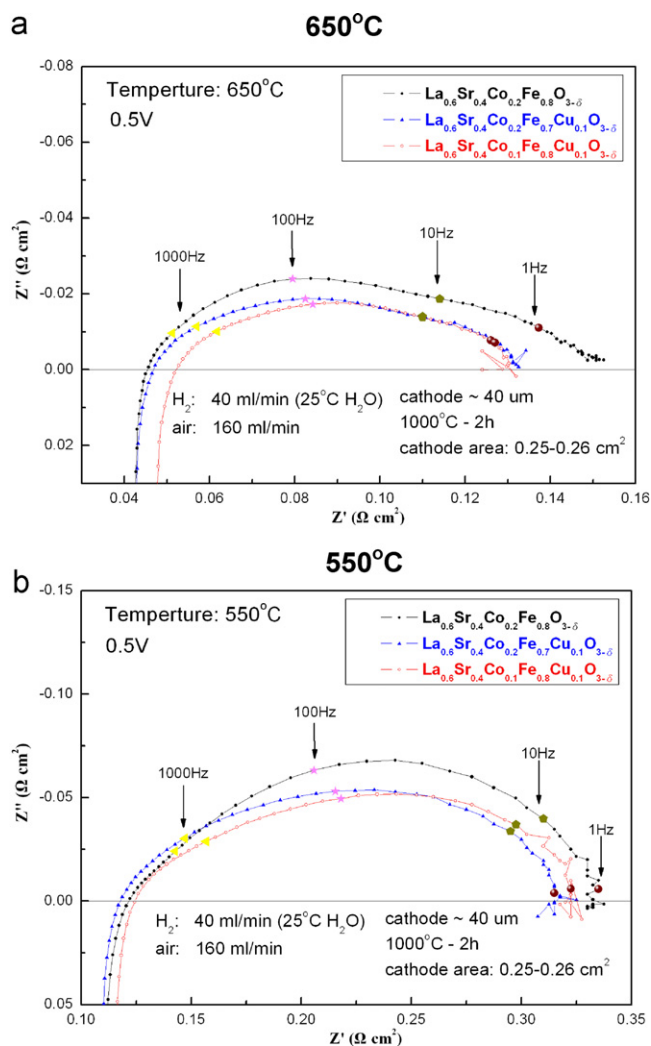 a
650°C
Temperture: 650°C
0.5V
La0.6Sr0.4Co0.2Fe0.8O3-δ
La0.6Sr0.4Co0.2Fe0.7Cu0.1O3-δ
La0.6Sr0.4Co0.1Fe0.8Cu0.1O3-δ
-0.08
-0.06
-0.04
-0.02
0.00
0.02
Z'' (Ω cm²)
1000Hz
100Hz
10Hz
1Hz
H2: 40 ml/min (25°C H2O)
air: 160 ml/min
cathode ~ 40 um
1000°C - 2h
cathode area: 0.25-0.26 cm²
0.04 0.06 0.08 0.10 0.12 0.14 0.16
Z' (Ω cm²)
b
550°C
Temperture: 550°C
0.5V
La0.6Sr0.4Co0.2Fe0.8O3-δ
La0.6Sr0.4Co0.2Fe0.7Cu0.1O3-δ
La0.6Sr0.4Co0.1Fe0.8Cu0.1O3-δ
-0.15
-0.10
-0.05
0.00
0.05
Z'' (Ω cm²)
1000Hz
100Hz
10Hz
1Hz
H2: 40 ml/min (25°C H2O)
air: 160 ml/min
cathode ~ 40 um
1000°C - 2h
cathode area: 0.25-0.26 cm²
0.10 0.15 0.20 0.25 0.30 0.35
Z' (Ω cm²)